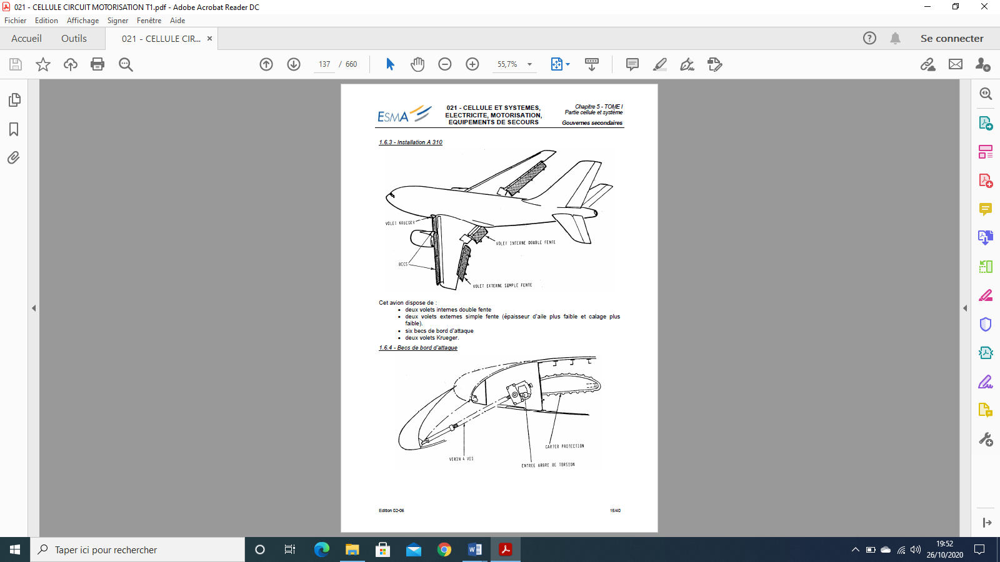 021 - CELLULE CIRCUIT MOTORISATION T1.pdf - Adobe Acrobat Reader DC
Fichier Edition Affichage Signer Fenêtre Aide
Accueil Outils 021 - CELLULE CIR... × Se connecter
137 / 660 55,7%
ESMA
021 - CELLULE ET SYSTEMES,
ELECTRICITE, MOTORISATION,
EQUIPEMENTS DE SECOURS
Chapitre 5 - TOME I
Partie cellule et système
Gouvernes secondaires
1.6.3 - Installation A 310
VOLET KRUEGER
VOLET INTERNE DOUBLE FENTE
BECS
VOLET EXTERNE SIMPLE FENTE
Cet avion dispose de :
• deux volets internes double fente
• deux volets externes simple fente (épaisseur d'aile plus faible et calage plus
faible).
• six becs de bord d'attaque
• deux volets Krueger.
1.6.4 - Becs de bord d'attaque
CARTER PROTECTION
VERIN A VIS
ENTREE ARBRE DE TORSION
Edition 02-06 15/40
Taper ici pour rechercher
19:52
26/10/2020